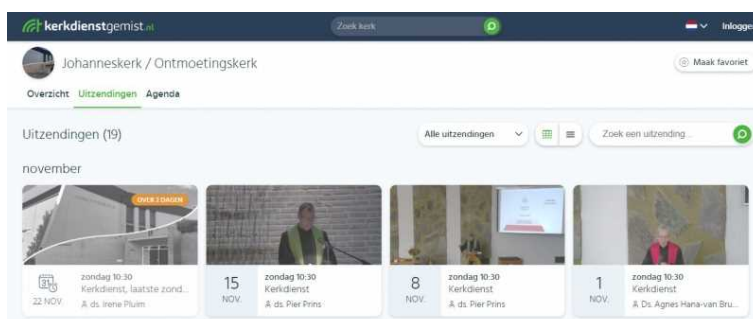 kerkdienstgemist.nl
Zoek kerk
Inlogge
Johanneskerk / Ontmoetingskerk
Maak favoriet
Overzicht Uitzendingen Agenda
Uitzendingen (19)
Alle uitzendingen
Zoek een uitzending...
november
OVER 2 DAGEN
22 NOV.
zondag 10:30
Kerkdienst, laatste zond...
ds. Irene Pluim
15
NOV.
zondag 10:30
Kerkdienst
ds. Pier Prins
8
NOV.
zondag 10:30
Kerkdienst
ds. Pier Prins
1
NOV.
zondag 10:30
Kerkdienst
Ds. Agnes Hana-van Bru...